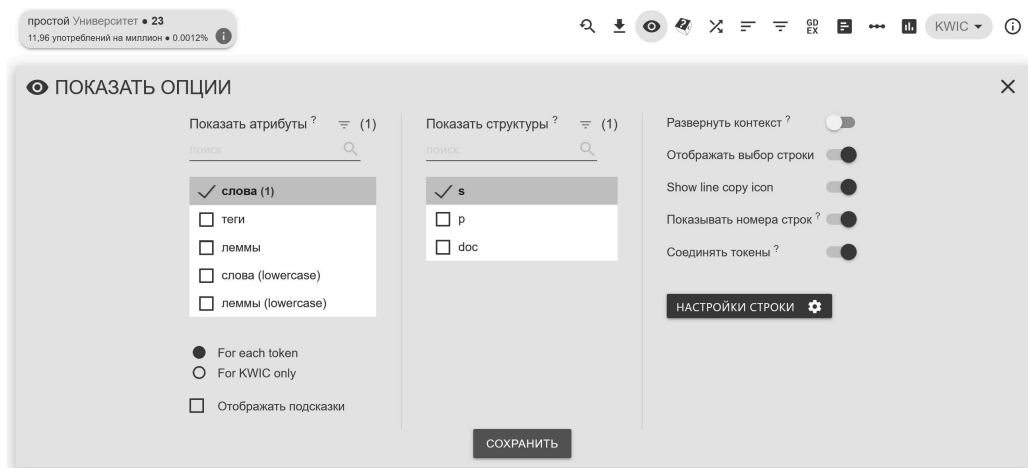 простой Университет ● 23
11,96 употреблений на миллион ● 0.0012% i
GD
EX
KWIC
ПОКАЗАТЬ ОПЦИИ
Показать атрибуты ? (1)
поиск
слова (1)
теги
леммы
слова (lowercase)
леммы (lowercase)
For each token
For KWIC only
Отображать подсказки
Показать структуры ? (1)
поиск
s
p
doc
Развернуть контекст ?
Отображать выбор строки
Show line copy icon
Показывать номера строк ?
Соединять токены ?
НАСТРОЙКИ СТРОКИ
СОХРАНИТЬ